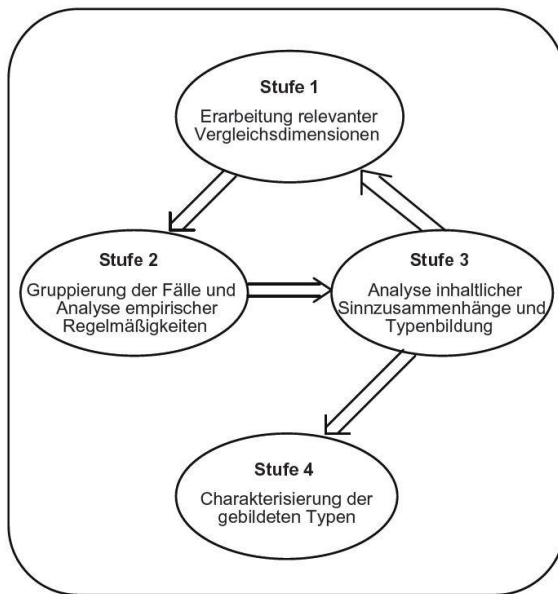 Stufe 1
Erarbeitung relevanter
Vergleichsdimensionen
Stufe 2
Gruppierung der Fälle und
Analyse empirischer
Regelmäßigkeiten
Stufe 3
Analyse inhaltlicher
Sinnzusammenhänge und
Typenbildung
Stufe 4
Charakterisierung der
gebildeten Typen